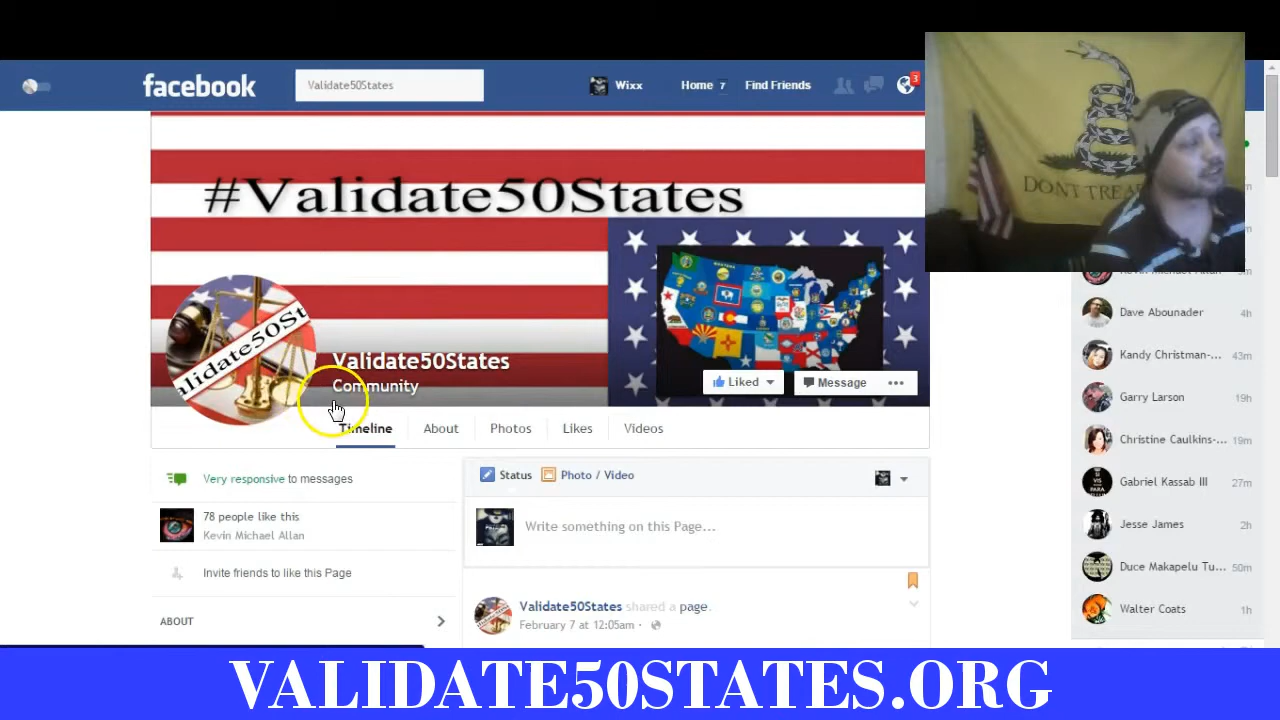 facebook
Validate50States
Wixx
Home 7
Find Friends
3
#Validate50States
DON'T TREA
Validate50States
Community
Liked
Message
Timeline
About
Photos
Likes
Videos
Very responsive to messages
78 people like this
Kevin Michael Allan
Invite friends to like this Page
ABOUT
Status
Photo / Video
Write something on this Page...
Validate50States shared a page.
February 7 at 12:05am
Dave Abounader 4h
Kandy Christman-... 43m
Garry Larson 19h
Christine Caulkins-... 19m
Gabriel Kassab III 27m
Jesse James 2h
Duce Makapelu Tu... 50m
Walter Coats 1h
VALIDATE50STATES.ORG